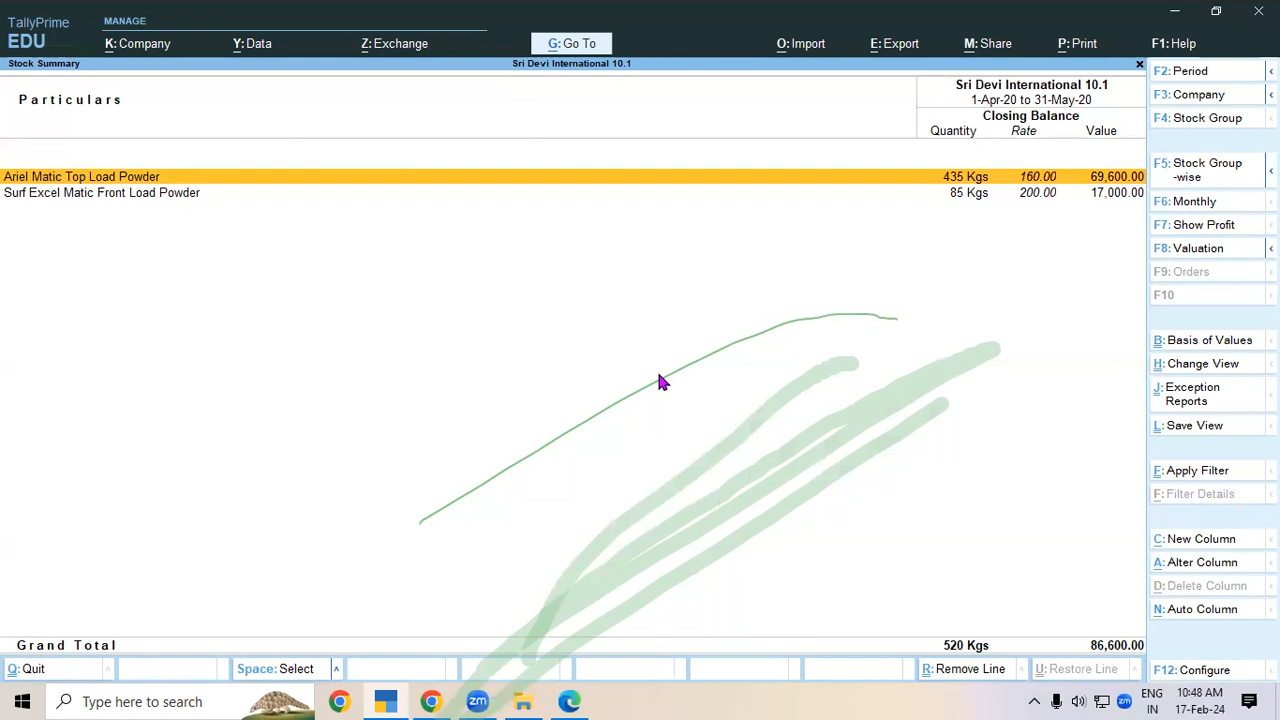 TallyPrime
EDU
MANAGE
K: Company
Y: Data
Z: Exchange
G: Go To
O: Import
E: Export
M: Share
P: Print
F1: Help
Stock Summary
Sri Devi International 10.1
Particulars
Sri Devi International 10.1
1-Apr-20 to 31-May-20
Closing Balance
Quantity Rate Value
Ariel Matic Top Load Powder 435 Kgs 160.00 69,600.00
Surf Excel Matic Front Load Powder 85 Kgs 200.00 17,000.00
Grand Total 520 Kgs 86,600.00
F2: Period
F3: Company
F4: Stock Group
F5: Stock Group
-wise
F6: Monthly
F7: Show Profit
F8: Valuation
F9: Orders
F10
B: Basis of Values
H: Change View
J: Exception
Reports
L: Save View
F: Apply Filter
F: Filter Details
C: New Column
A: Alter Column
D: Delete Column
N: Auto Column
F12: Configure
Q: Quit
Space: Select
R: Remove Line
U: Restore Line
Type here to search
zm
zm
ENG
IN
10:48 AM
17-Feb-24